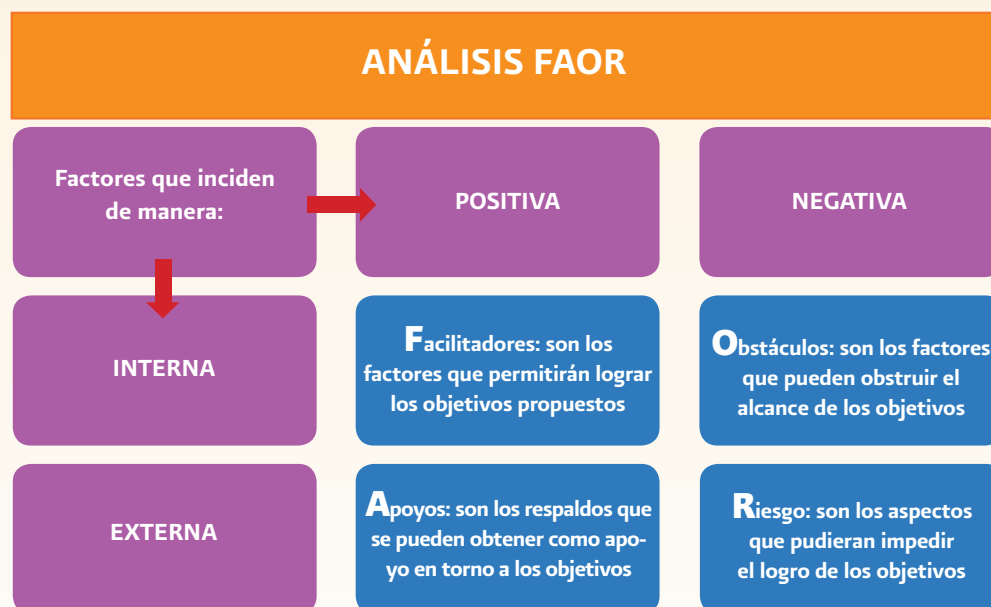 ANÁLISIS FAOR
Factores que inciden
de manera:
POSITIVA
NEGATIVA
INTERNA
Facilitadores: son los
factores que permitirán lograr
los objetivos propuestos
Obstáculos: son los factores
que pueden obstruir el
alcance de los objetivos
EXTERNA
Apoyos: son los respaldos que
se pueden obtener como apo-
yo en torno a los objetivos
Riesgo: son los aspectos
que pudieran impedir
el logro de los objetivos